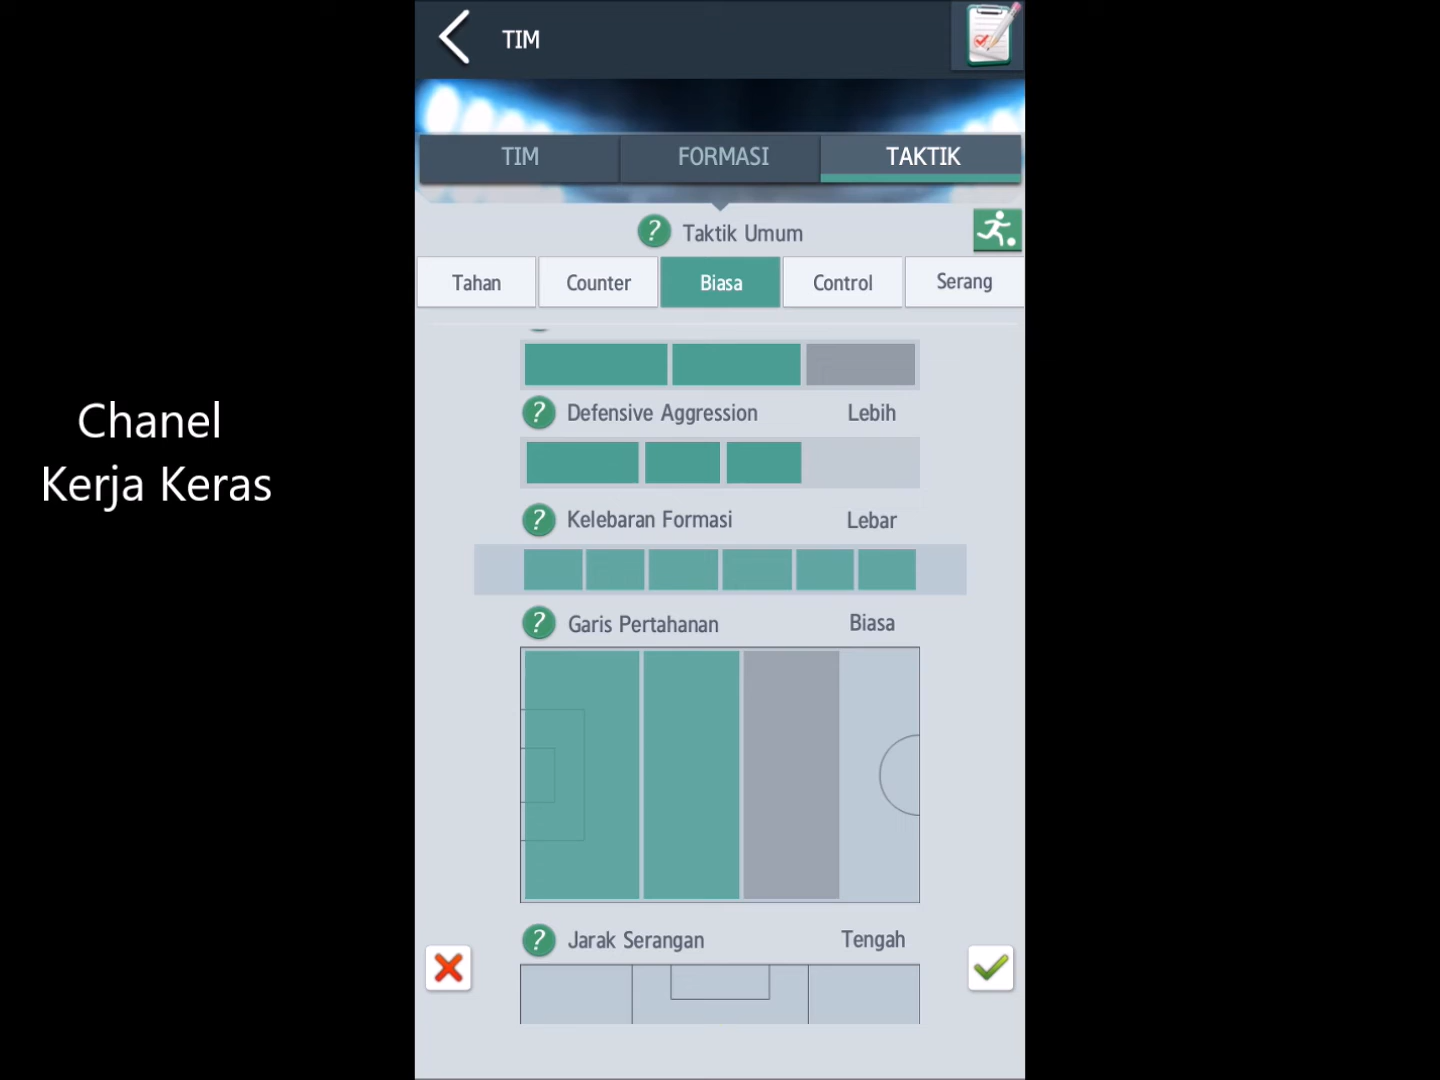 TIM
TIM FORMASI TAKTIK
? Taktik Umum
Tahan Counter Biasa Control Serang
? Defensive Aggression Lebih
Chanel
Kerja Keras
? Kelebaran Formasi Lebar
? Garis Pertahanan Biasa
? Jarak Serangan Tengah